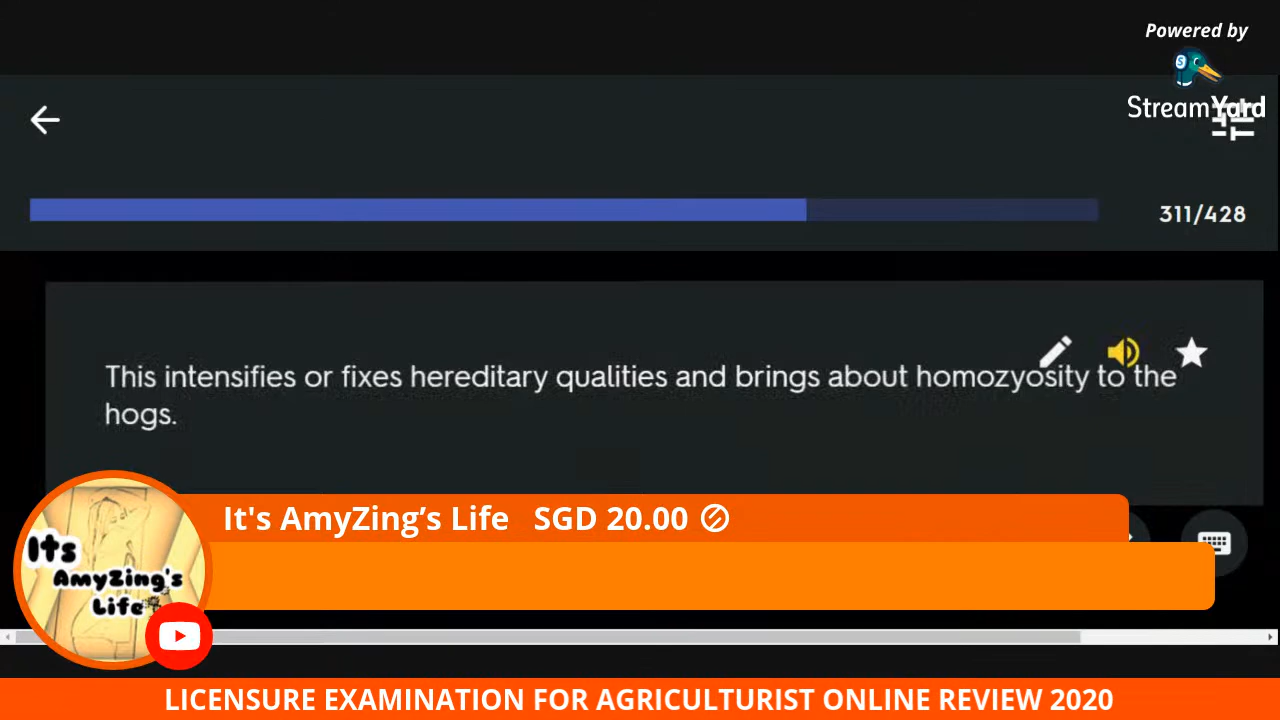 Powered by
StreamYard
311/428
This intensifies or fixes hereditary qualities and brings about homozyosity to the
hogs.
It's AmyZing’s Life SGD 20.00
Its
AmyZing's
Life
LICENSURE EXAMINATION FOR AGRICULTURIST ONLINE REVIEW 2020